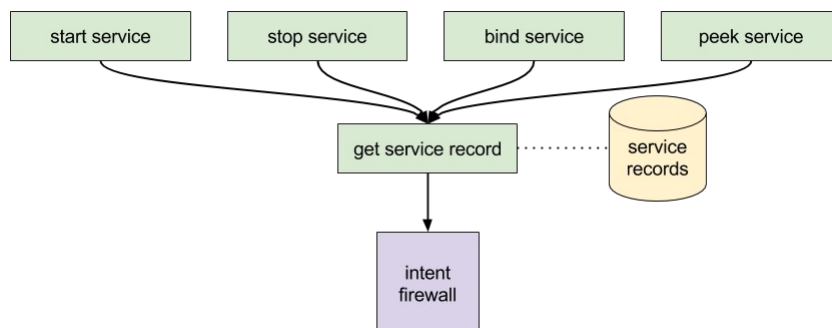 start service
stop service
bind service
peek service
get service record
service
records
intent
firewall